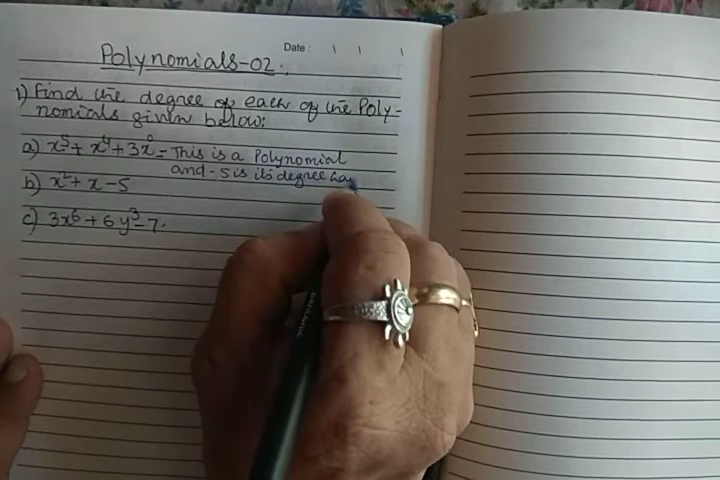 Date :
Polynomials-02.
1) Find the degree of each of the Poly-
nomials given below:
a) x⁵ + x⁴ + 3x⁰ = This is a Polynomial
and - 5 is its degree
b) x² + x - 5
c) 3x⁶ + 6y³ - 7.